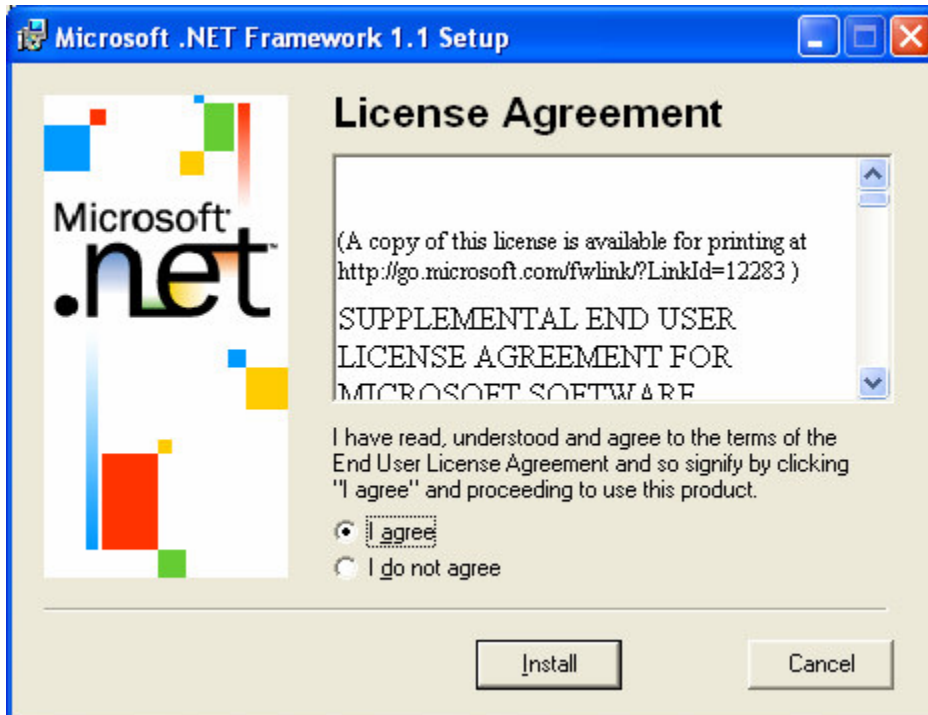 Microsoft .NET Framework 1.1 Setup
License Agreement
Microsoft
.net™
(A copy of this license is available for printing at
http://go.microsoft.com/fwlink/?LinkId=12283 )
SUPPLEMENTAL END USER
LICENSE AGREEMENT FOR
MICROSOFT SOFTWARE
I have read, understood and agree to the terms of the
End User License Agreement and so signify by clicking
"I agree" and proceeding to use this product.
I agree
I do not agree
Install
Cancel